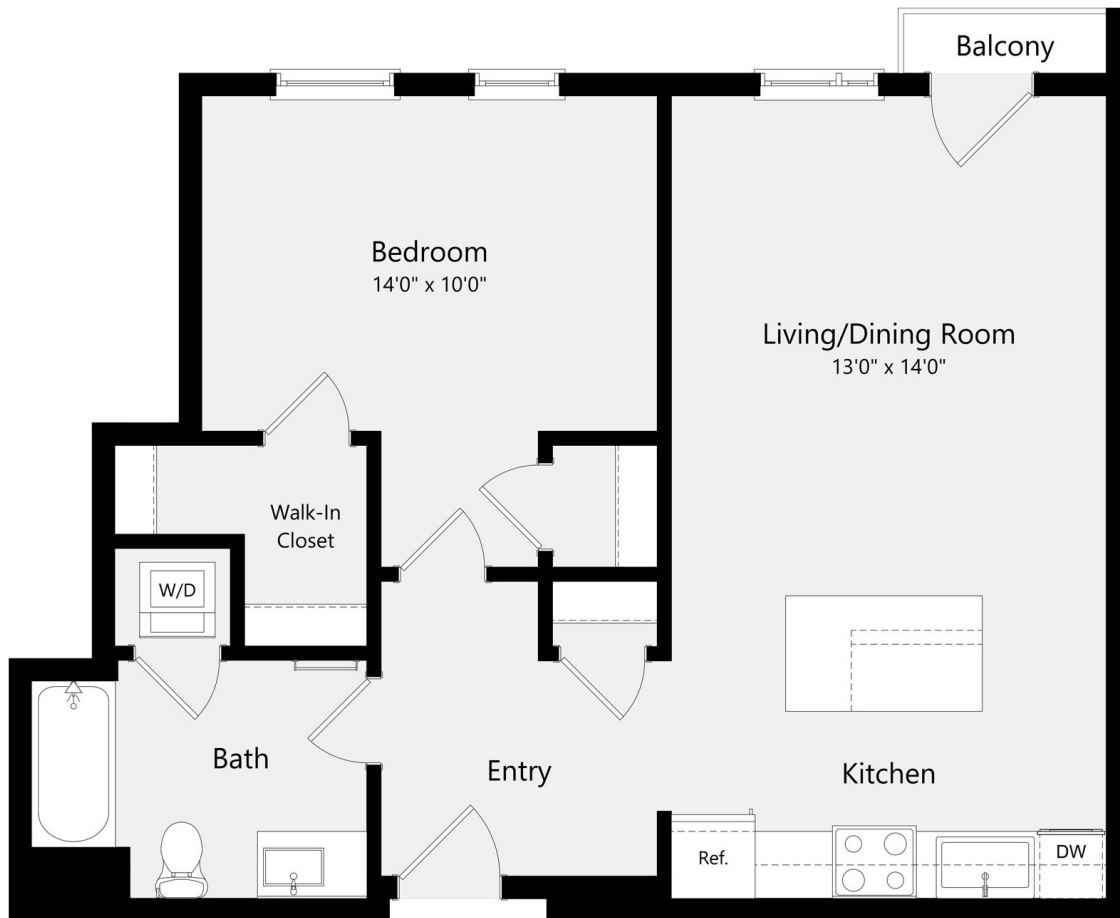 Balcony
Bedroom
14'0" x 10'0"
Living/Dining Room
13'0" x 14'0"
Walk-In
Closet
W/D
Bath
Entry
Kitchen
Ref.
DW